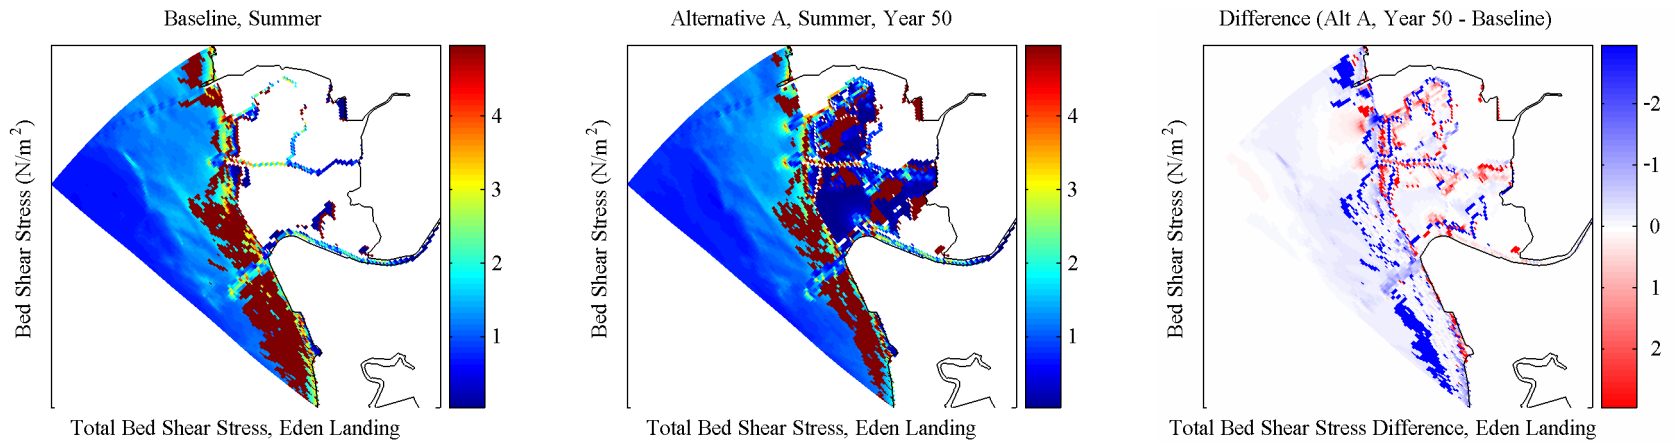 Baseline, Summer
Bed Shear Stress (N/m²)
4
3
2
1
Total Bed Shear Stress, Eden Landing
Alternative A, Summer, Year 50
Bed Shear Stress (N/m²)
4
3
2
1
Total Bed Shear Stress, Eden Landing
Difference (Alt A, Year 50 - Baseline)
Bed Shear Stress (N/m²)
-2
-1
0
1
2
Total Bed Shear Stress Difference, Eden Landing